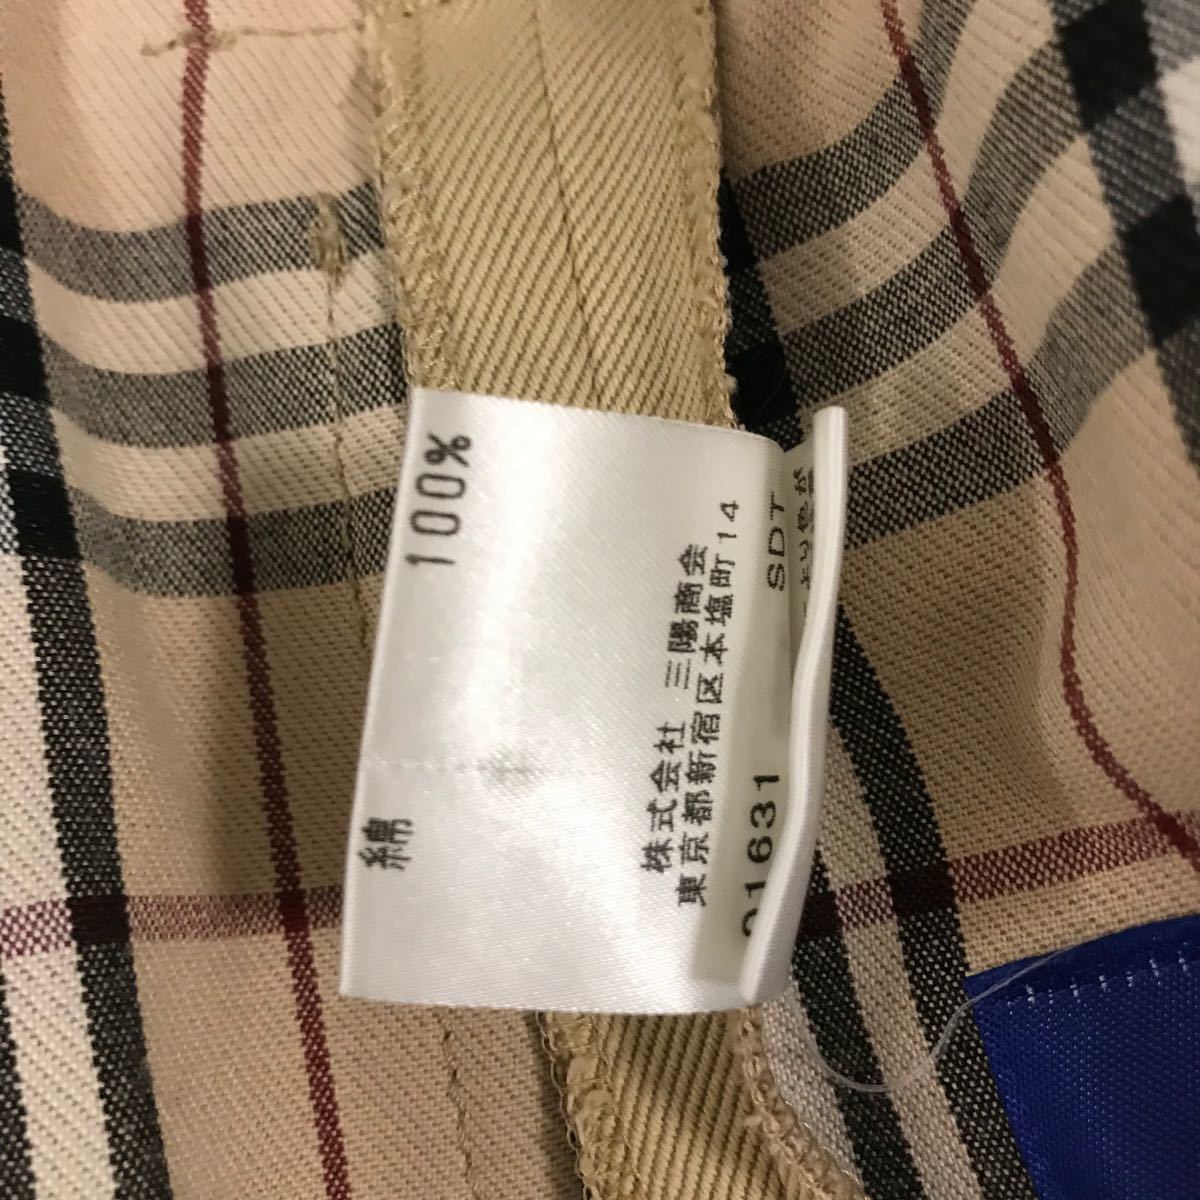 綿 100%
株式会社 三陽商会
東京都新宿区本塩町14
01631 SDT